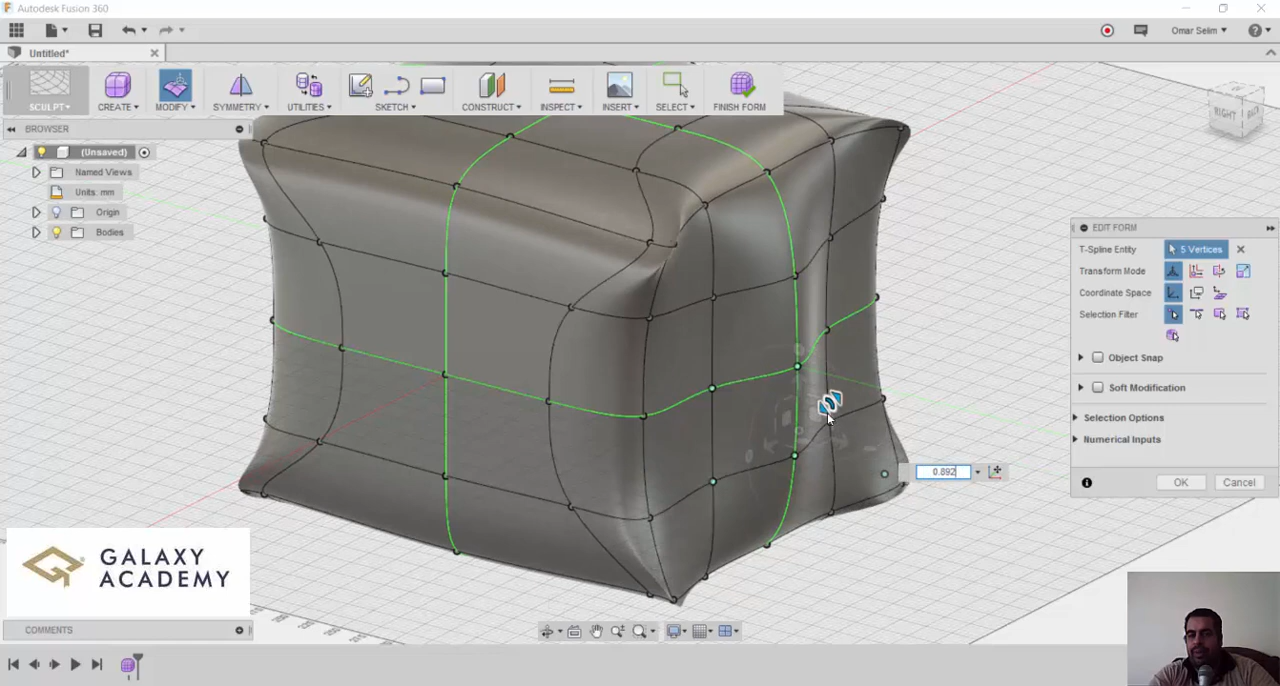 Autodesk Fusion 360
Omar Selim
Untitled*
SCULPT
CREATE
MODIFY
SYMMETRY
UTILITIES
SKETCH
CONSTRUCT
INSPECT
INSERT
SELECT
FINISH FORM
BROWSER
(Unsaved)
Named Views
Units: mm
Origin
Bodies
RIGHT
BACK
EDIT FORM
T-Spline Entity
5 Vertices
Transform Mode
Coordinate Space
Selection Filter
Object Snap
Soft Modification
Selection Options
Numerical Inputs
OK
Cancel
0.892
GALAXY
ACADEMY
COMMENTS